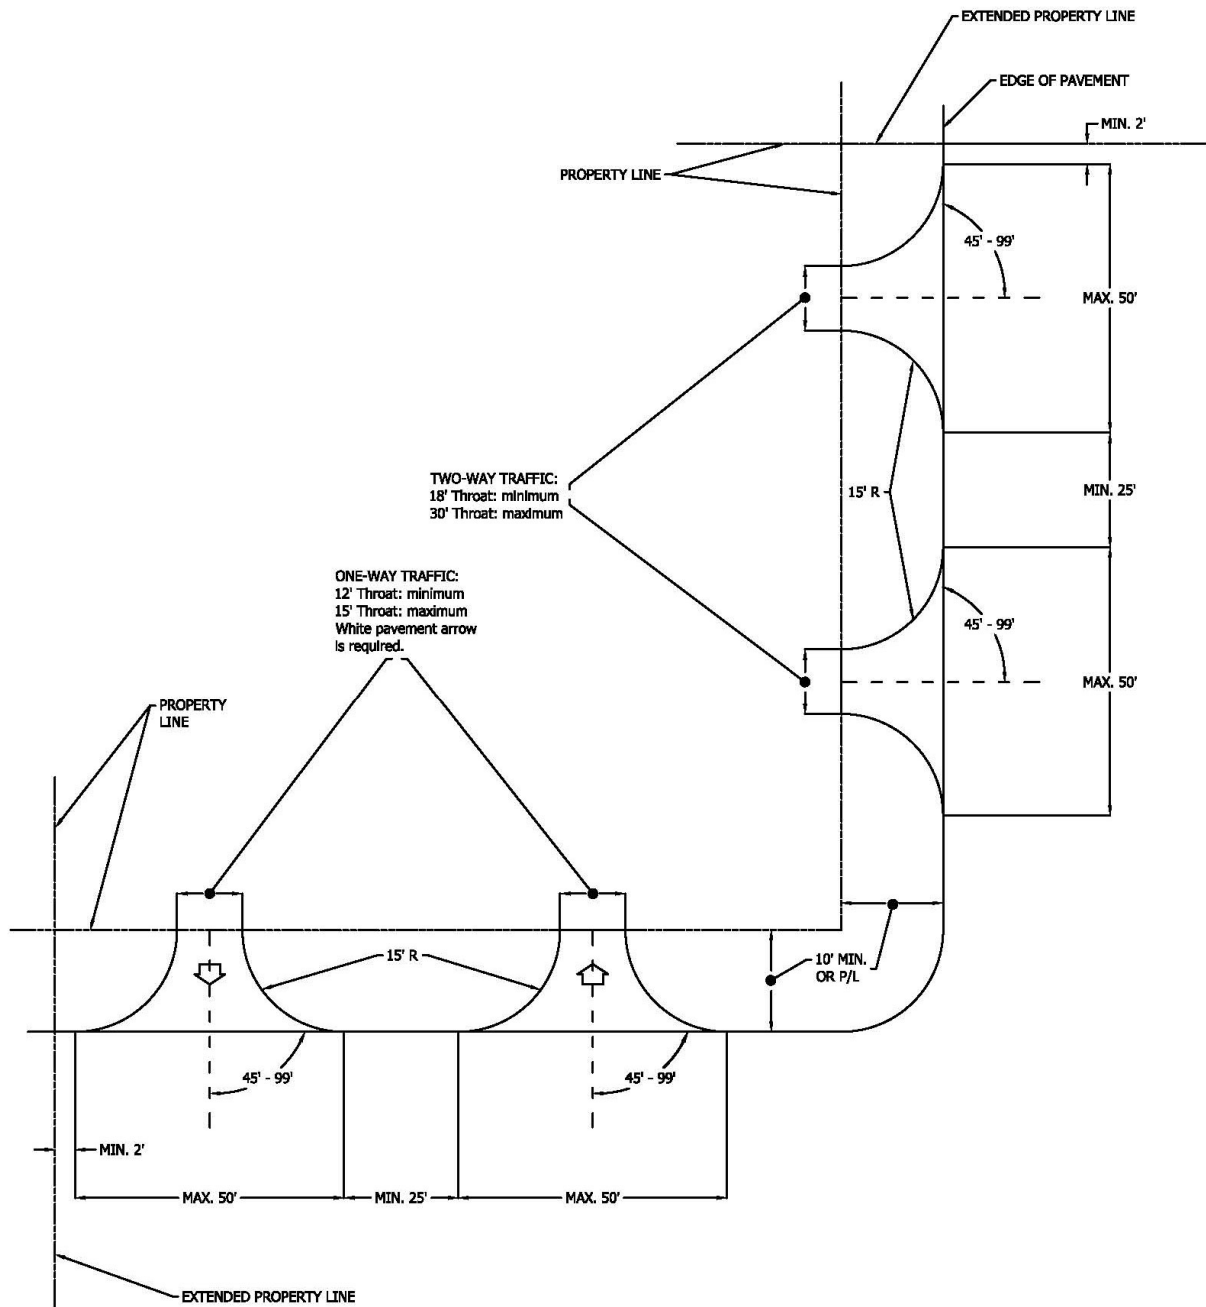 EXTENDED PROPERTY LINE
EDGE OF PAVEMENT
MIN. 2'
PROPERTY LINE
45' - 99'
MAX. 50'
TWO-WAY TRAFFIC:
18' Throat: minimum
30' Throat: maximum
15' R
MIN. 25'
ONE-WAY TRAFFIC:
12' Throat: minimum
15' Throat: maximum
White pavement arrow
is required.
45' - 99'
MAX. 50'
PROPERTY
LINE
15' R
10' MIN.
OR P/L
45' - 99'
45' - 99'
MIN. 2'
MAX. 50'
MIN. 25'
MAX. 50'
EXTENDED PROPERTY LINE